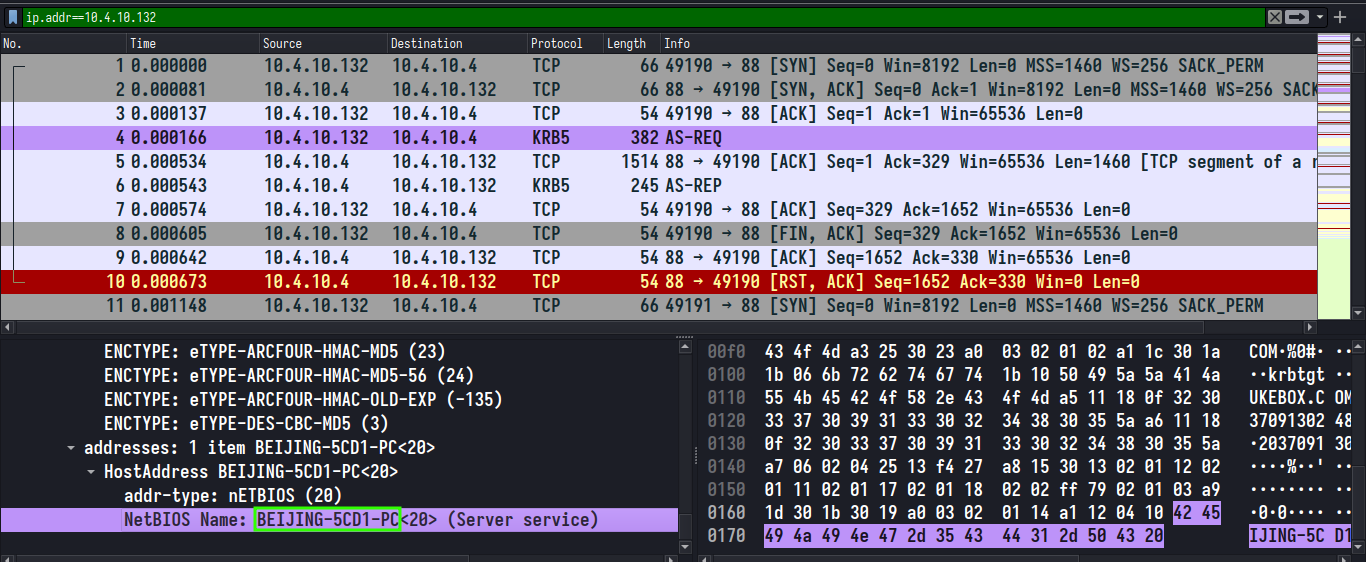 ip.addr==10.4.10.132
No. Time Source Destination Protocol Length Info
1 0.000000 10.4.10.132 10.4.10.4 TCP 66 49190 → 88 [SYN] Seq=0 Win=8192 Len=0 MSS=1460 WS=256 SACK_PERM
2 0.000081 10.4.10.4 10.4.10.132 TCP 66 88 → 49190 [SYN, ACK] Seq=0 Ack=1 Win=8192 Len=0 MSS=1460 WS=256 SACK
3 0.000137 10.4.10.132 10.4.10.4 TCP 54 49190 → 88 [ACK] Seq=1 Ack=1 Win=65536 Len=0
4 0.000166 10.4.10.132 10.4.10.4 KRB5 382 AS-REQ
5 0.000534 10.4.10.4 10.4.10.132 TCP 1514 88 → 49190 [ACK] Seq=1 Ack=329 Win=65536 Len=1460 [TCP segment of a r
6 0.000543 10.4.10.4 10.4.10.132 KRB5 245 AS-REP
7 0.000574 10.4.10.132 10.4.10.4 TCP 54 49190 → 88 [ACK] Seq=329 Ack=1652 Win=65536 Len=0
8 0.000605 10.4.10.132 10.4.10.4 TCP 54 49190 → 88 [FIN, ACK] Seq=329 Ack=1652 Win=65536 Len=0
9 0.000642 10.4.10.4 10.4.10.132 TCP 54 88 → 49190 [ACK] Seq=1652 Ack=330 Win=65536 Len=0
10 0.000673 10.4.10.4 10.4.10.132 TCP 54 88 → 49190 [RST, ACK] Seq=1652 Ack=330 Win=0 Len=0
11 0.001148 10.4.10.132 10.4.10.4 TCP 66 49191 → 88 [SYN] Seq=0 Win=8192 Len=0 MSS=1460 WS=256 SACK_PERM
ENCTYPE: eTYPE-ARCFOUR-HMAC-MD5 (23)
ENCTYPE: eTYPE-ARCFOUR-HMAC-MD5-56 (24)
ENCTYPE: eTYPE-ARCFOUR-HMAC-OLD-EXP (-135)
ENCTYPE: eTYPE-DES-CBC-MD5 (3)
addresses: 1 item BEIJING-5CD1-PC<20>
HostAddress BEIJING-5CD1-PC<20>
addr-type: nETBIOS (20)
NetBIOS Name: BEIJING-5CD1-PC<20> (Server service)
00f0 43 4f 4d a3 25 30 23 a0 03 02 01 02 a1 1c 30 1a COM·%0#· ···
0100 1b 06 6b 72 62 74 67 74 1b 10 50 49 5a 5a 41 4a ··krbtgt ···
0110 55 4b 45 42 4f 58 2e 43 4f 4d a5 11 18 0f 32 30 UKEBOX.C OM
0120 33 37 30 39 31 33 30 32 34 38 30 35 5a a6 11 18 37091302 48
0130 0f 32 30 33 37 30 39 31 33 30 32 34 38 30 35 5a ·2037091 30
0140 a7 06 02 04 25 13 f4 27 a8 15 30 13 02 01 12 02 ····%··' ···
0150 01 11 02 01 17 02 01 18 02 02 ff 79 02 01 03 a9 ········ ···
0160 1d 30 1b 30 19 a0 03 02 01 14 a1 12 04 10 42 45 ·0·0···· ···
0170 49 4a 49 4e 47 2d 35 43 44 31 2d 50 43 20 IJING-5C D1